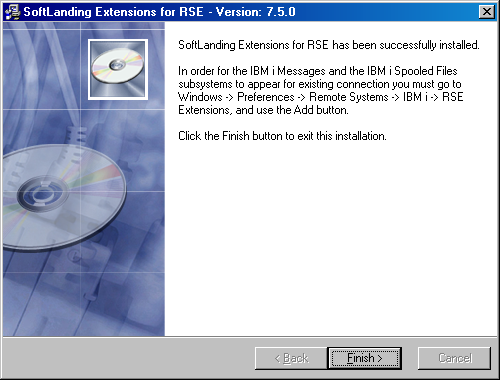 SoftLanding Extensions for RSE - Version: 7.5.0
SoftLanding Extensions for RSE has been successfully installed.
In order for the IBM i Messages and the IBM i Spooled Files
subsystems to appear for existing connection you must go to
Windows -> Preferences -> Remote Systems -> IBM i -> RSE
Extensions, and use the Add button.
Click the Finish button to exit this installation.
< Back
Finish >
Cancel